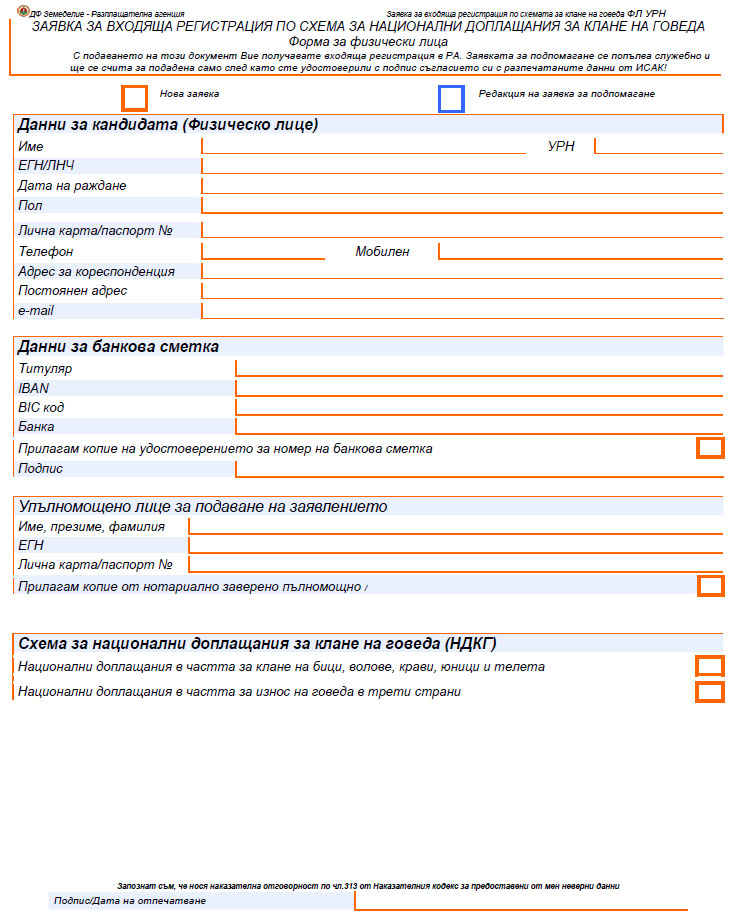 ДФ Земеделие - Разплащателна агенция Заявка за входяща регистрация по схемата за клане на говеда ФЛ УРН
ЗАЯВКА ЗА ВХОДЯЩА РЕГИСТРАЦИЯ ПО СХЕМА ЗА НАЦИОНАЛНИ ДОПЛАЩАНИЯ ЗА КЛАНЕ НА ГОВЕДА
Форма за физически лица
С подаването на този документ Вие получавате входяща регистрация в РА. Заявката за подпомагане се попълва служебно и
ще се счита за подадена само след като сте удостоверили с подпис съгласието си с разпечатаните данни от ИСАК!
Нова заявка Редакция на заявка за подпомагане
Данни за кандидата (Физическо лице)
Име УРН
ЕГН/ЛНЧ
Дата на раждане
Пол
Лична карта/паспорт №
Телефон Мобилен
Адрес за кореспонденция
Постоянен адрес
e-mail
Данни за банкова сметка
Титуляр
IBAN
BIC код
Банка
Прилагам копие на удостоверението за номер на банкова сметка
Подпис
Упълномощено лице за подаване на заявлението
Име, презиме, фамилия
ЕГН
Лична карта/паспорт №
Прилагам копие от нотариално заверено пълномощно /
Схема за национални доплащания за клане на говеда (НДКГ)
Национални доплащания в частта за клане на бици, волове, крави, юници и телета
Национални доплащания в частта за износ на говеда в трети страни
Запознат съм, че нося наказателна отговорност по чл.313 от Наказателния кодекс за предоставени от мен неверни данни
Подпис/Дата на отпечатване